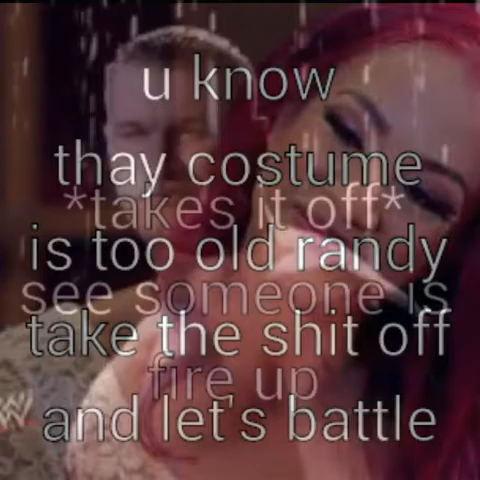 u know
thay costume
*takes it off*
is too old randy
see someone is
take the shit off
fire up
and let's battle
W